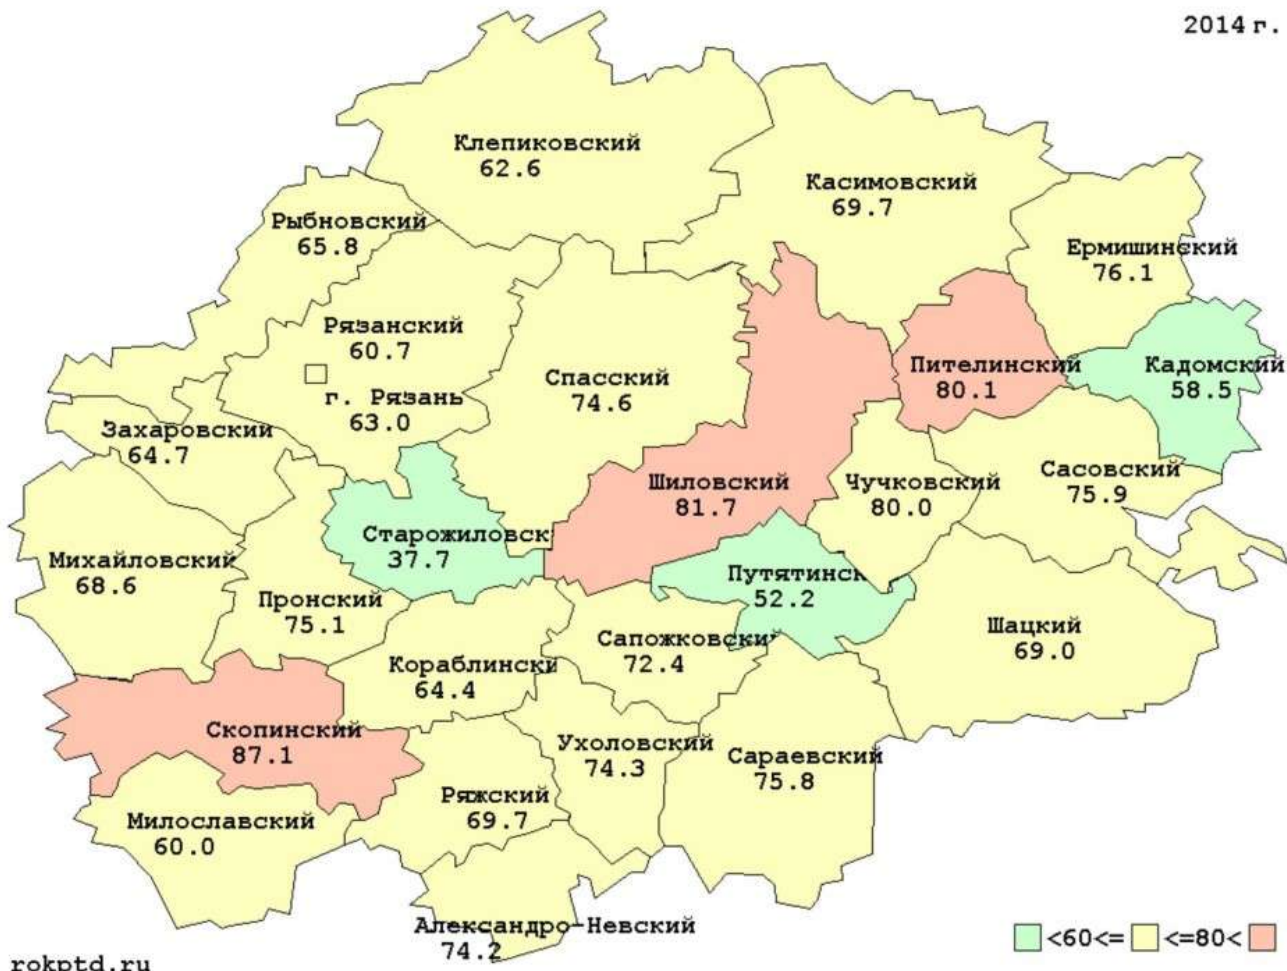 2014 г.
Клепиковский
62.6
Касимовский
69.7
Рыбновский
65.8
Ермишинский
76.1
Рязанский
60.7
Пителинский
80.1
Кадомский
58.5
Спасский
74.6
г. Рязань
63.0
Захаровский
64.7
Шиловский
81.7
Чучковский
80.0
Сасовский
75.9
Старожиловск
37.7
Михайловский
68.6
Путятинск
52.2
Пронский
75.1
Шацкий
69.0
Сапожковский
72.4
Кораблински
64.4
Скопинский
87.1
Ухоловский
74.3
Сараевский
75.8
Ряжский
69.7
Милославский
60.0
Александро-Невский
74.2
<60<= <=80<
rokptd.ru